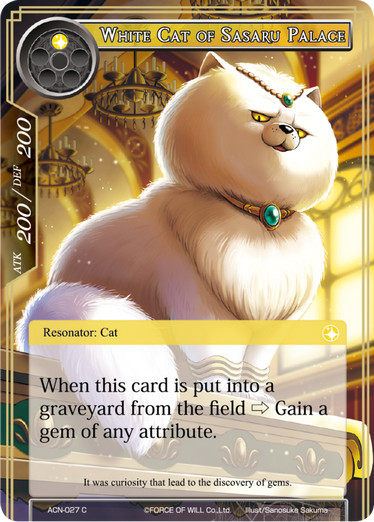 White Cat of Sasaru Palace
ATK 200 / DEF 200
Resonator: Cat
When this card is put into a
graveyard from the field ⇨ Gain a
gem of any attribute.
It was curiosity that lead to the discovery of gems.
ACN-027 C ©FORCE OF WILL Co.,Ltd. Illust/Sanosuke Sakuma